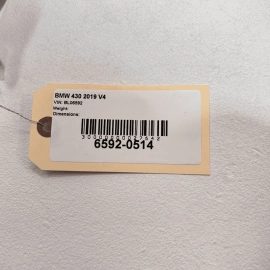 BMW 430 2019 V4
VIN: BL06592
Weight:
Dimensions:
6592-0514